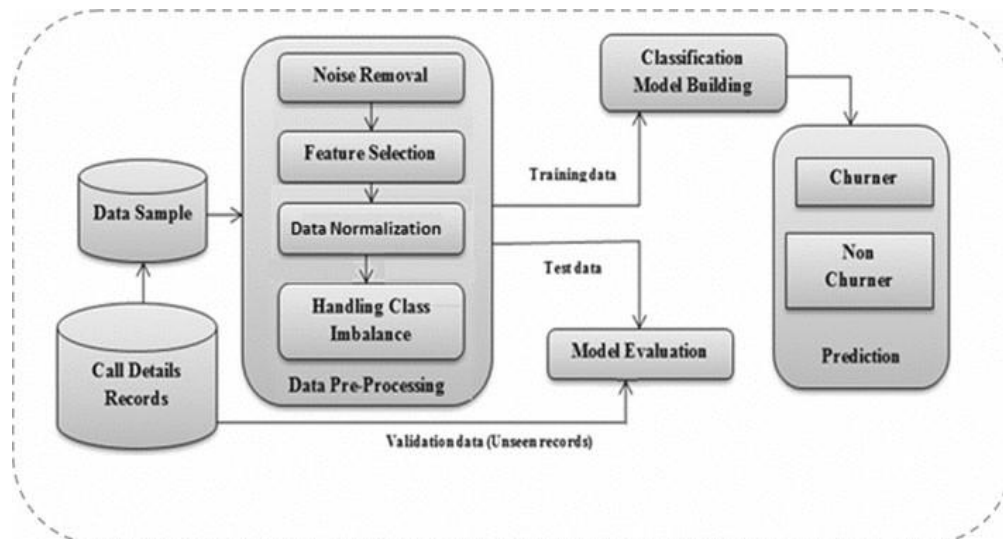 Noise Removal
Feature Selection
Data Normalization
Handling Class
Imbalance
Data Pre-Processing
Data Sample
Call Details
Records
Training data
Test data
Validation data (Unseen records)
Classification
Model Building
Model Evaluation
Churner
Non
Churner
Prediction